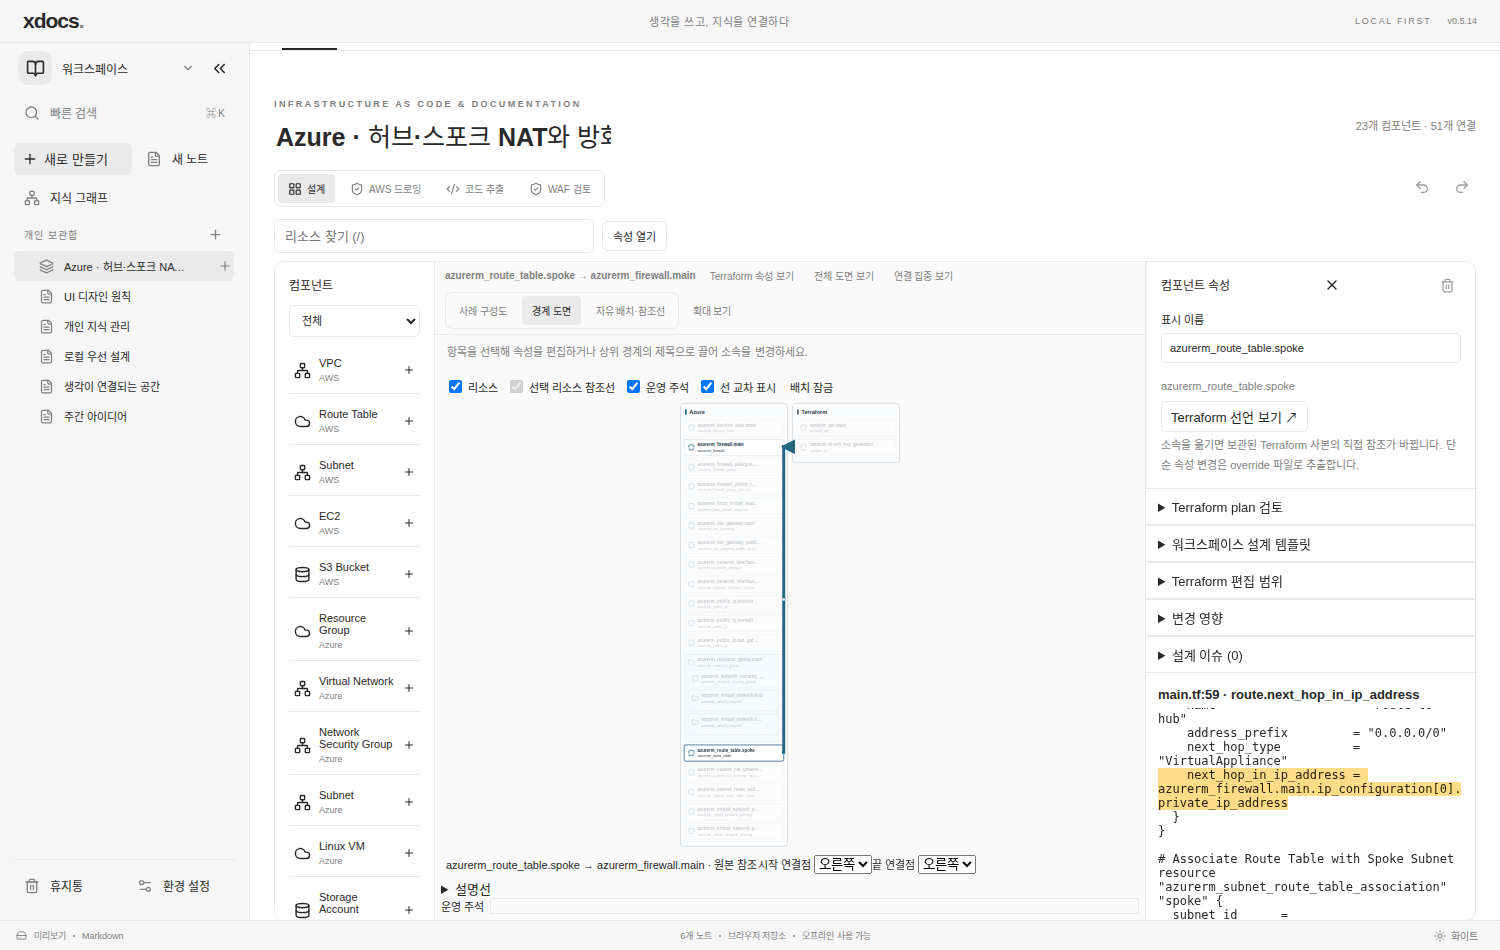 xdocs.
생각을 쓰고, 지식을 연결하다
LOCAL FIRST v0.5.14
워크스페이스
빠른 검색 ⌘K
새로 만들기
새 노트
지식 그래프
개인 보관함
Azure · 허브·스포크 NA...
UI 디자인 원칙
개인 지식 관리
로컬 우선 설계
생각이 연결되는 공간
주간 아이디어
휴지통
환경 설정
INFRASTRUCTURE AS CODE & DOCUMENTATION
Azure · 허브·스포크 NAT와 방화
23개 컴포넌트 · 51개 연결
설계
AWS 드로잉
코드 추출
WAF 검토
리소스 찾기 (/)
속성 열기
컴포넌트
전체
VPC
AWS
Route Table
AWS
Subnet
AWS
EC2
AWS
S3 Bucket
AWS
Resource
Group
Azure
Virtual Network
Azure
Network
Security Group
Azure
Subnet
Azure
Linux VM
Azure
Storage
Account
azurerm_route_table.spoke → azurerm_firewall.main
Terraform 속성 보기
전체 도면 보기
연결 집중 보기
사례 구성도
경계 도면
자유 배치·참조선
확대 보기
항목을 선택해 속성을 편집하거나 상위 경계의 제목으로 끌어 소속을 변경하세요.
리소스
선택 리소스 참조선
운영 주석
선 교차 표시
배치 잠금
Azure
azurerm_firewall.main
azurerm_firewall
azurerm_route_table.spoke
azurerm_route_table
Terraform
azurerm_route_table.spoke → azurerm_firewall.main · 원본 참조 시작 연결점 오른쪽 끝 연결점 오른쪽
▶ 설명선
운영 주석
컴포넌트 속성
표시 이름
azurerm_route_table.spoke
azurerm_route_table.spoke
Terraform 선언 보기 ↗
소속을 옮기면 보관된 Terraform 사본의 직접 참조가 바뀝니다. 단
순 속성 변경은 override 파일로 추출합니다.
▶ Terraform plan 검토
▶ 워크스페이스 설계 템플릿
▶ Terraform 편집 범위
▶ 변경 영향
▶ 설계 이슈 (0)
main.tf:59 · route.next_hop_in_ip_address
hub"
address_prefix = "0.0.0.0/0"
next_hop_type =
"VirtualAppliance"
next_hop_in_ip_address =
azurerm_firewall.main.ip_configuration[0].
private_ip_address
}
}
# Associate Route Table with Spoke Subnet
resource
"azurerm_subnet_route_table_association"
"spoke" {
subnet_id =
미리보기 • Markdown
6개 노트 • 브라우저 저장소 • 오프라인 사용 가능
화이트